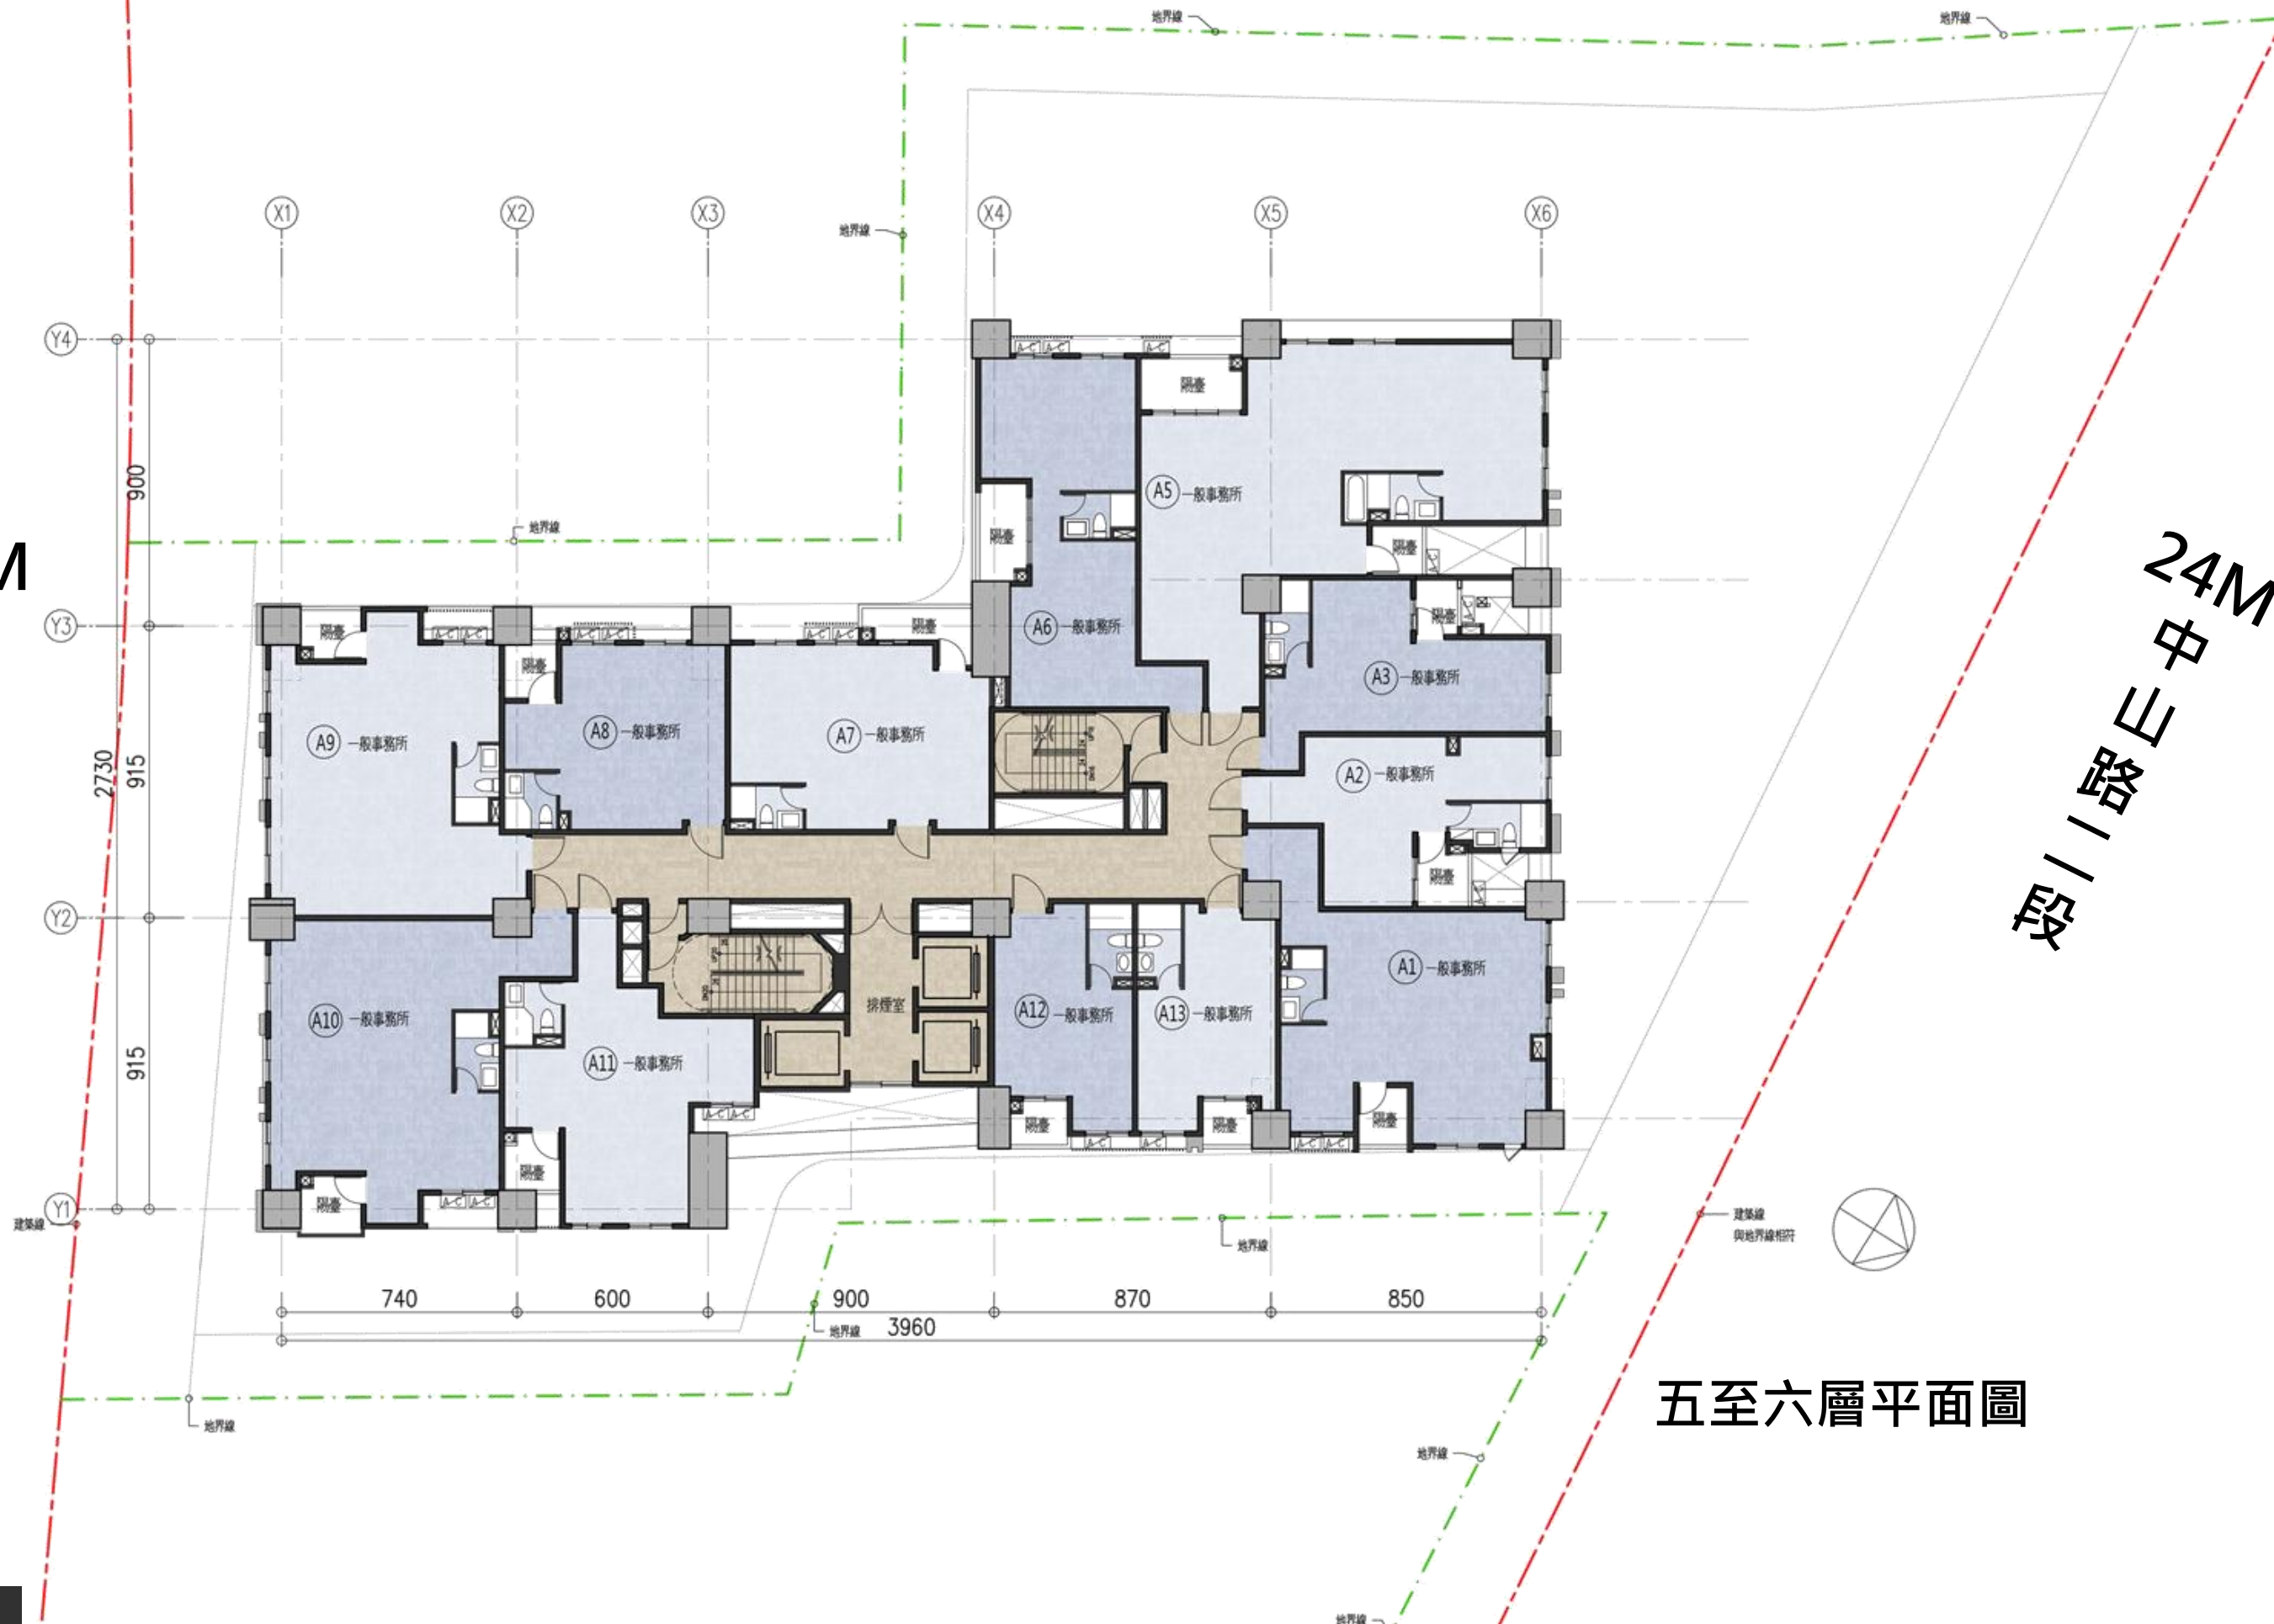 地界線
地界線
X1
X2
X3
X4
X5
X6
地界線
Y4
A C
A C
A C
陽臺
900
A5 一般事務所
地界線
陽臺
陽臺
M
24M
中山路二段
Y3
陽臺
A C
A C
A C
A C
A C
A C
陽臺
A6 一般事務所
陽臺
陽臺
A3 一般事務所
A9 一般事務所
A8 一般事務所
A7 一般事務所
2730
915
A2 一般事務所
陽臺
Y2
A1 一般事務所
排煙室
A10 一般事務所
A12 一般事務所
A13 一般事務所
915
A11 一般事務所
A C
A C
陽臺
陽臺
陽臺
A C
A C
A C
A C
陽臺
陽臺
A C
A C
Y1
建築線
地界線
建築線
與地界線相符
740
600
900
870
850
地界線
3960
五至六層平面圖
地界線
地界線
地界線